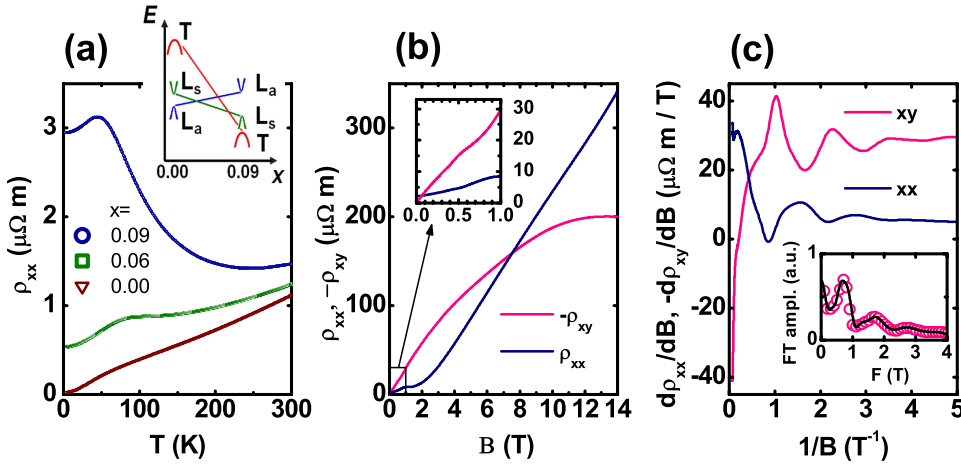 (a)
E
T
L_s
L_a
L_a
L_s
T
0.00
0.09
x
ρ_xx (μΩ m)
3
2
1
0
x=
0.09
0.06
0.00
0
100
200
300
T (K)
(b)
ρ_xx, -ρ_xy (μΩ m)
300
200
100
0
30
20
10
0
0.0
0.5
1.0
-ρ_xy
ρ_xx
0 2 4 6 8 10 12 14
B (T)
(c)
dρ_xx/dB, -dρ_xy/dB (μΩ m / T)
40
20
0
-20
-40
xy
xx
FT ampl. (a.u.)
1
0
0 1 2 3 4
F (T)
0 1 2 3 4 5
1/B (T⁻¹)